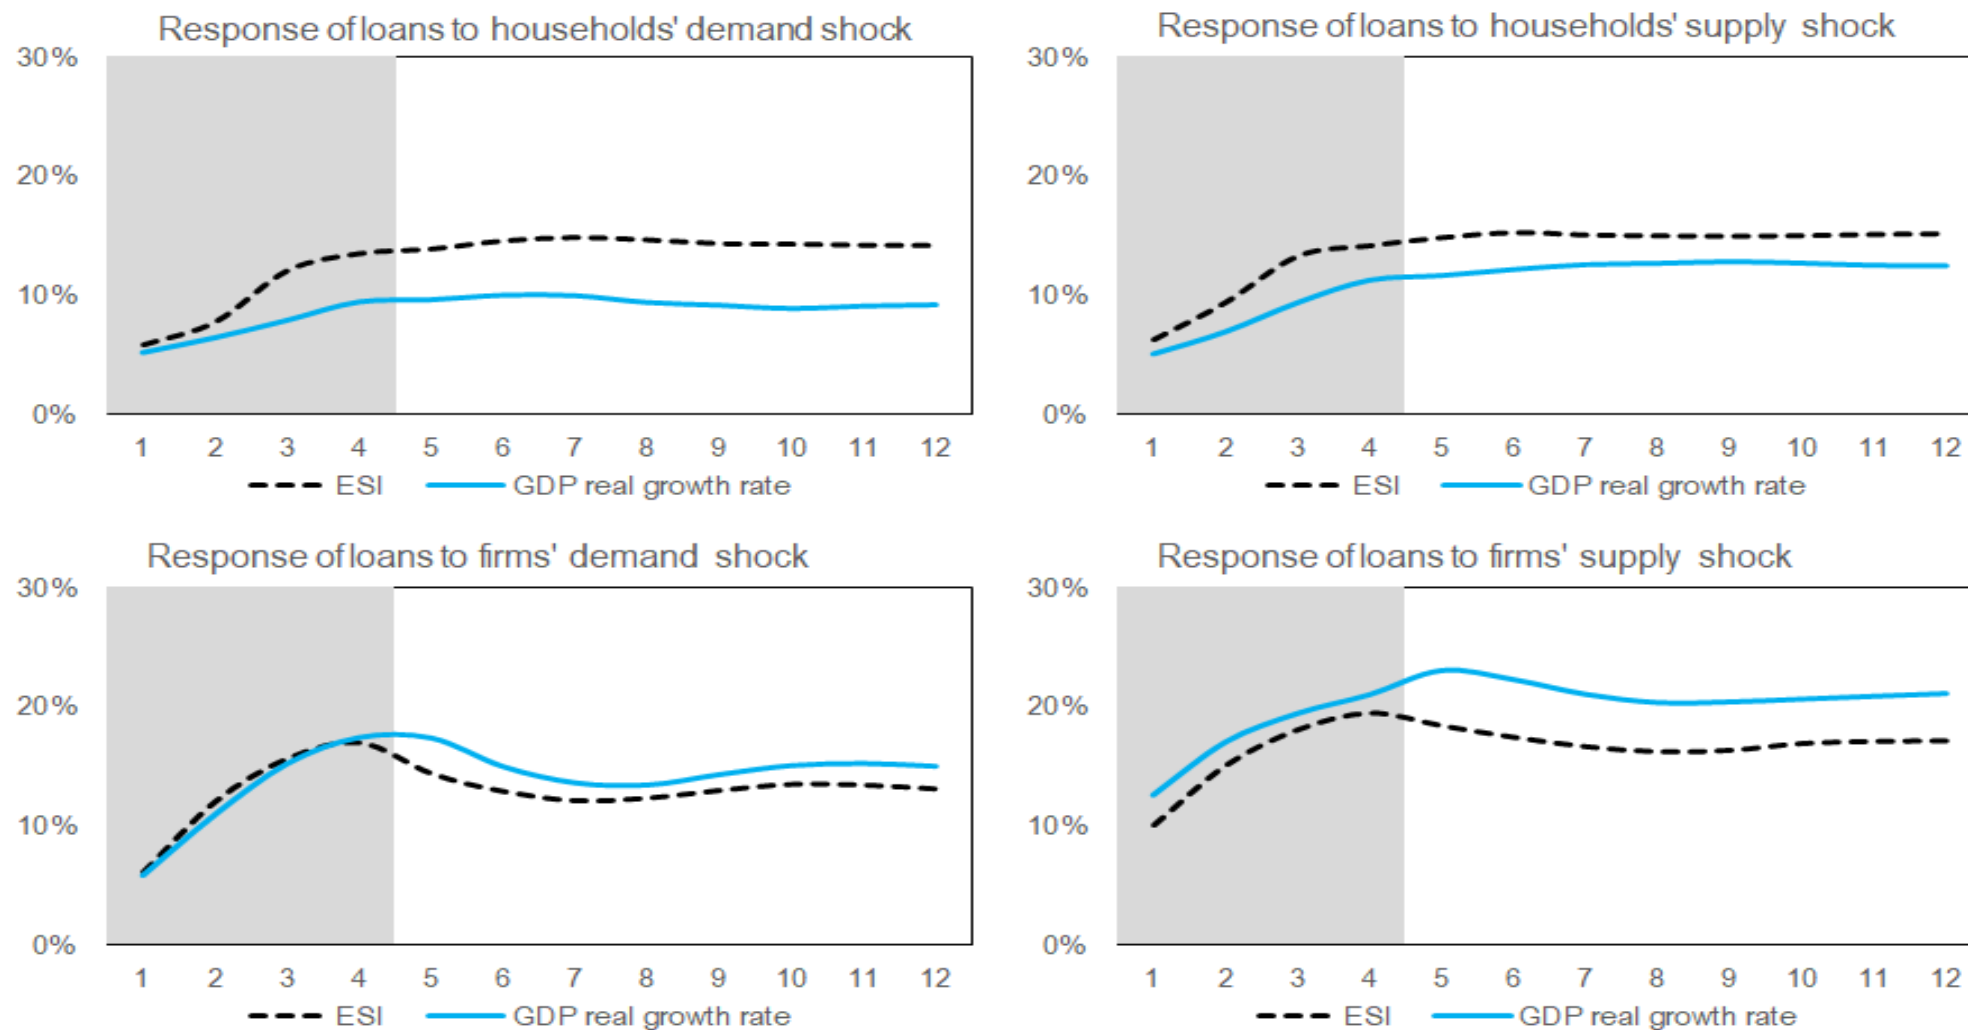 Response of loans to households' demand shock
30%
20%
10%
0%
1 2 3 4 5 6 7 8 9 10 11 12
ESI GDP real growth rate
Response of loans to households' supply shock
30%
20%
10%
0%
1 2 3 4 5 6 7 8 9 10 11 12
ESI GDP real growth rate
Response of loans to firms' demand shock
30%
20%
10%
0%
1 2 3 4 5 6 7 8 9 10 11 12
ESI GDP real growth rate
Response of loans to firms' supply shock
30%
20%
10%
0%
1 2 3 4 5 6 7 8 9 10 11 12
ESI GDP real growth rate